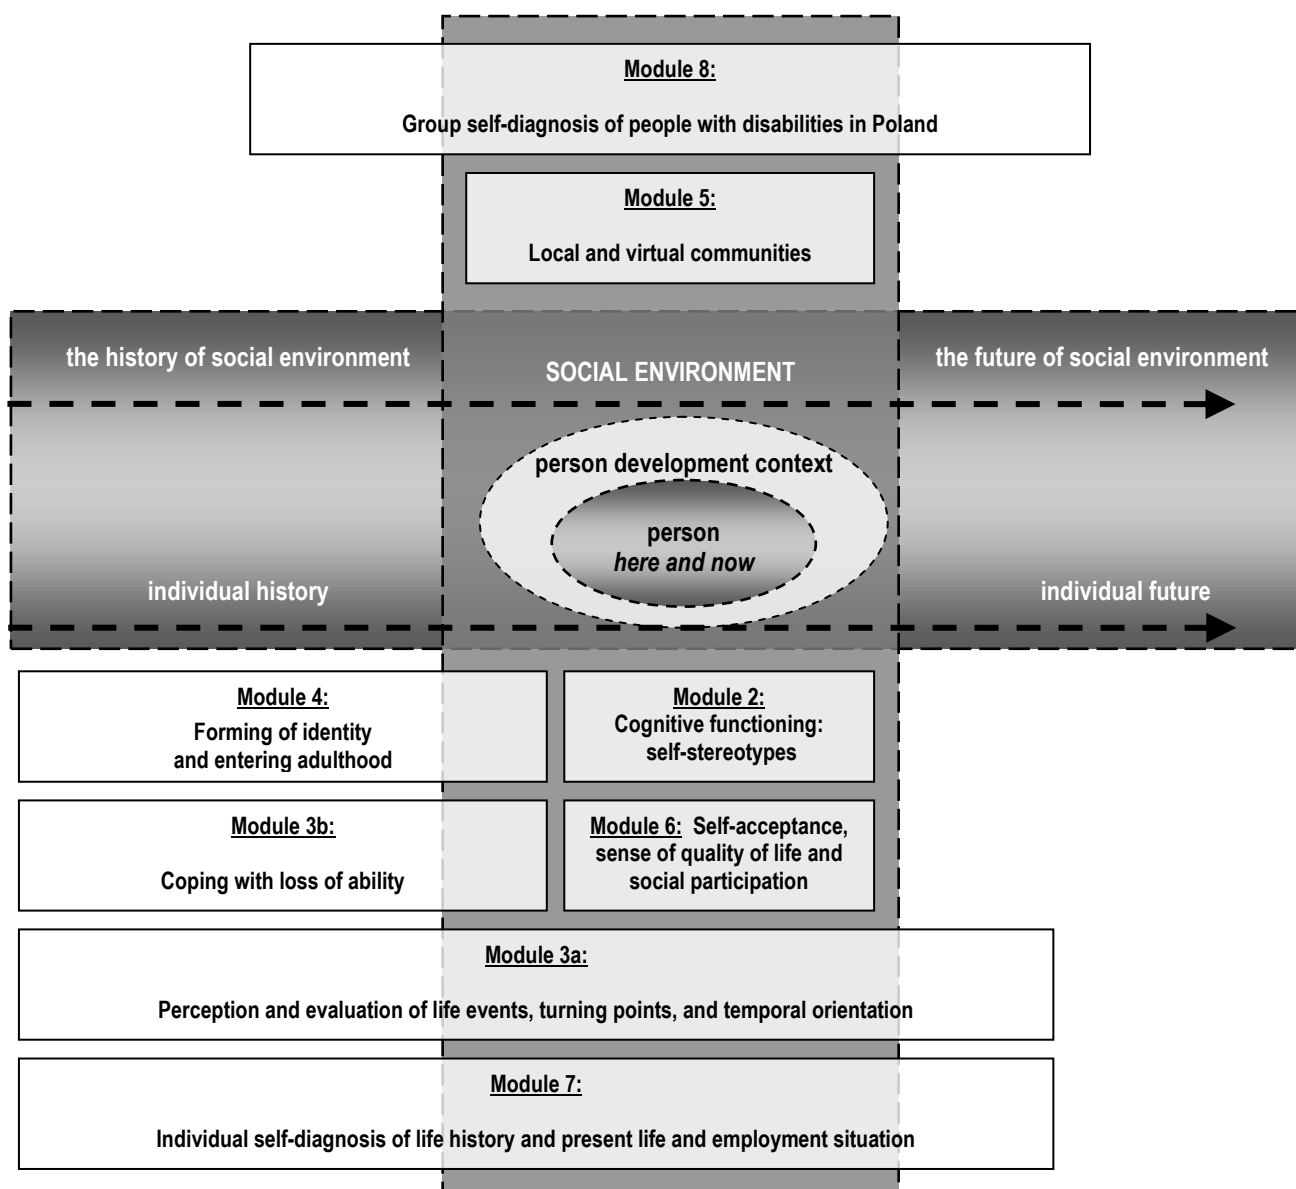 Module 8:
Group self-diagnosis of people with disabilities in Poland
Module 5:
Local and virtual communities
the history of social environment
SOCIAL ENVIRONMENT
the future of social environment
person development context
person
here and now
individual history
individual future
Module 4:
Forming of identity
and entering adulthood
Module 2:
Cognitive functioning:
self-stereotypes
Module 3b:
Coping with loss of ability
Module 6: Self-acceptance,
sense of quality of life and
social participation
Module 3a:
Perception and evaluation of life events, turning points, and temporal orientation
Module 7:
Individual self-diagnosis of life history and present life and employment situation